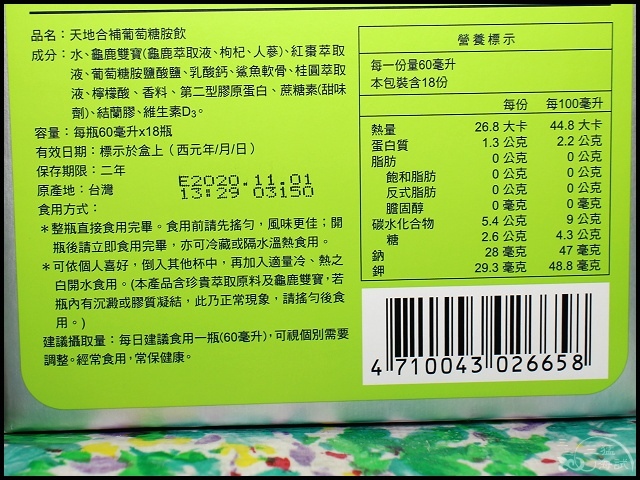 品名：天地合補葡萄糖胺飲
成分：水、龜鹿雙寶(龜鹿萃取液、枸杞、人蔘)、紅棗萃取
液、葡萄糖胺鹽酸鹽、乳酸鈣、鯊魚軟骨、桂圓萃取
液、檸檬酸、香料、第二型膠原蛋白、蔗糖素(甜味
劑)、結蘭膠、維生素D₃。
容量：每瓶60毫升x18瓶
有效日期：標示於盒上(西元年/月/日)
保存期限：二年
原產地：台灣
E2020.11.01
13:29 03150
食用方式：
＊整瓶直接食用完畢。食用前請先搖勻，風味更佳；開
瓶後請立即食用完畢，亦可冷藏或隔水溫熱食用。
＊可依個人喜好，倒入其他杯中，再加入適量冷、熱之
白開水食用。(本產品含珍貴萃取原料及龜鹿雙寶，若
瓶內有沉澱或膠質凝結，此乃正常現象，請搖勻後食
用。)
建議攝取量：每日建議食用一瓶(60毫升)，可視個別需要
調整。經常食用，常保健康。
營養標示
每一份量60毫升
本包裝含18份
每份 每100毫升
熱量 26.8 大卡 44.8 大卡
蛋白質 1.3 公克 2.2 公克
脂肪 0 公克 0 公克
飽和脂肪 0 公克 0 公克
反式脂肪 0 公克 0 公克
膽固醇 0 毫克 0 毫克
碳水化合物 5.4 公克 9 公克
糖 2.6 公克 4.3 公克
鈉 28 毫克 47 毫克
鉀 29.3 毫克 48.8 毫克
4 710043 026658